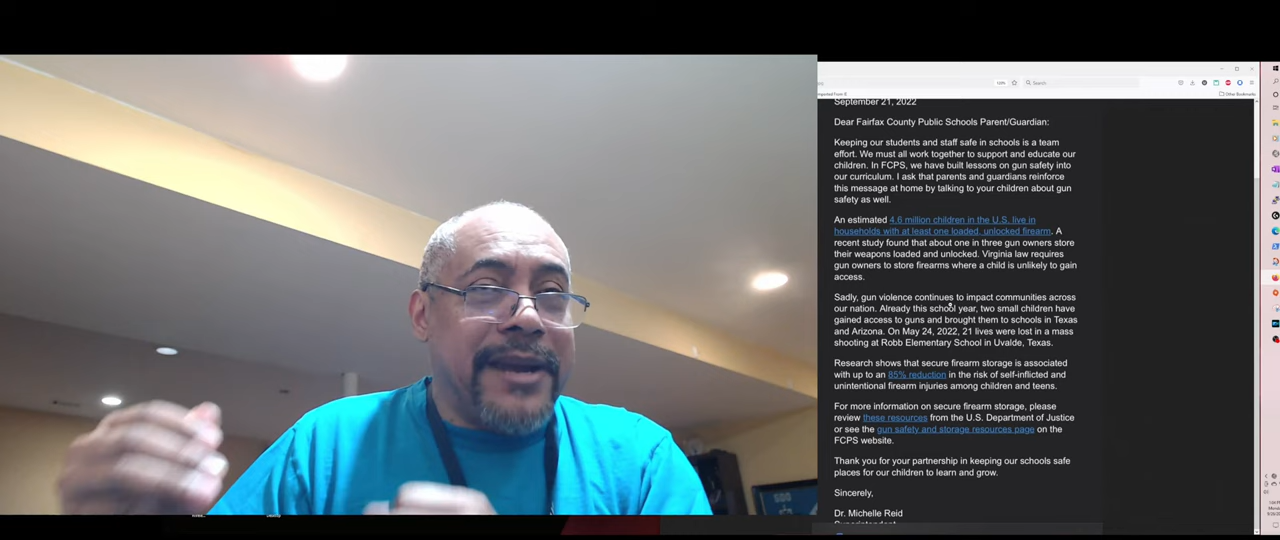 Search
Other Bookmarks
September 21, 2022
Dear Fairfax County Public Schools Parent/Guardian:
Keeping our students and staff safe in schools is a team
effort. We must all work together to support and educate our
children. In FCPS, we have built lessons on gun safety into
our curriculum. I ask that parents and guardians reinforce
this message at home by talking to your children about gun
safety as well.
An estimated 4.6 million children in the U.S. live in
households with at least one loaded, unlocked firearm. A
recent study found that about one in three gun owners store
their weapons loaded and unlocked. Virginia law requires
gun owners to store firearms where a child is unlikely to gain
access.
Sadly, gun violence continues to impact communities across
our nation. Already this school year, two small children have
gained access to guns and brought them to schools in Texas
and Arizona. On May 24, 2022, 21 lives were lost in a mass
shooting at Robb Elementary School in Uvalde, Texas.
Research shows that secure firearm storage is associated
with up to an 85% reduction in the risk of self-inflicted and
unintentional firearm injuries among children and teens.
For more information on secure firearm storage, please
review these resources from the U.S. Department of Justice
or see the gun safety and storage resources page on the
FCPS website.
Thank you for your partnership in keeping our schools safe
places for our children to learn and grow.
Sincerely,
Dr. Michelle Reid
Superintendent